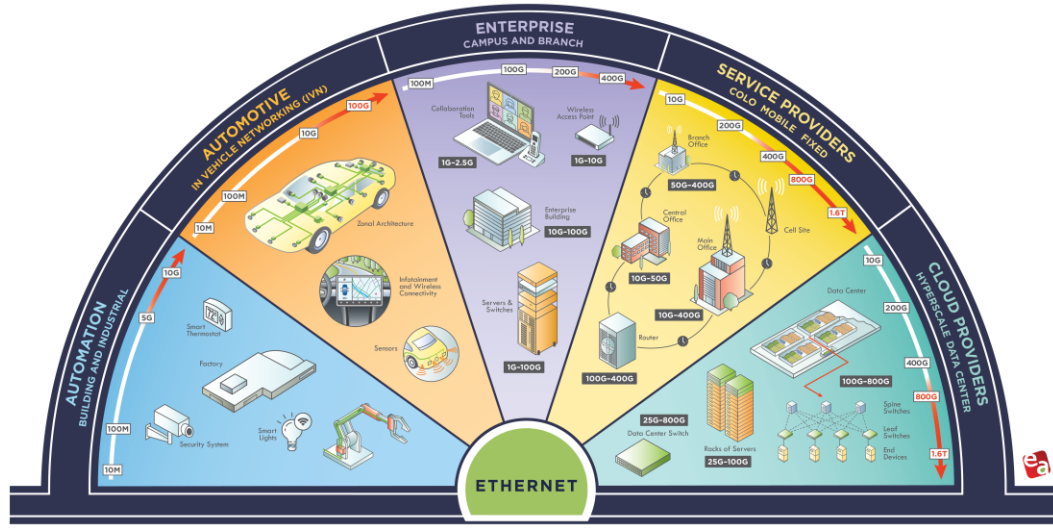 AUTOMATION
BUILDING AND INDUSTRIAL
10M
100M
5G
10G
Smart
Thermostat
Factory
Security System
Smart
Lights
AUTOMOTIVE
IN VEHICLE NETWORKING (IVN)
10M
100M
10G
100G
Zonal Architecture
Infotainment
and Wireless
Connectivity
Sensors
ENTERPRISE
CAMPUS AND BRANCH
100M
100G
200G
400G
Collaboration
Tools
1G-2.5G
Wireless
Access Point
1G-10G
Enterprise
Building
10G-100G
Servers &
Switches
1G-100G
SERVICE PROVIDERS
COLO MOBILE FIXED
10G
200G
400G
800G
1.6T
Branch
Office
50G-400G
Cell Site
Central
Office
10G-50G
Main
Office
10G-400G
Router
100G-400G
CLOUD PROVIDERS
HYPERSCALE DATA CENTER
10G
200G
400G
800G
1.6T
Data Center
100G-800G
Spine
Switches
Leaf
Switches
End
Devices
25G-800G
Data Center Switch
Racks of Servers
25G-100G
ETHERNET
ea